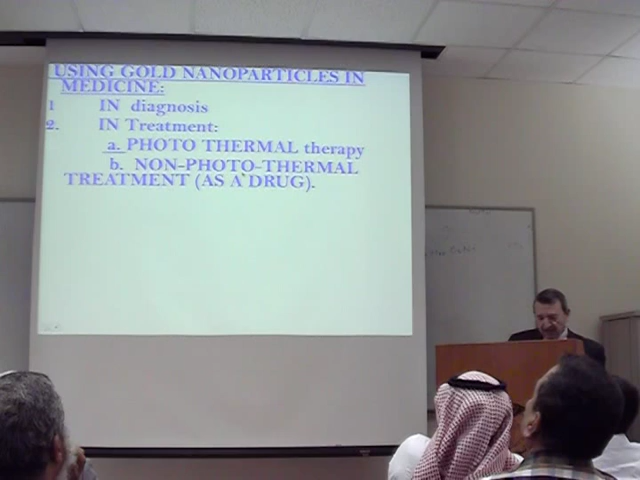 USING GOLD NANOPARTICLES IN
MEDICINE:
1 IN diagnosis
2. IN Treatment:
a. PHOTO THERMAL therapy
b. NON-PHOTO-THERMAL
TREATMENT (AS A DRUG).